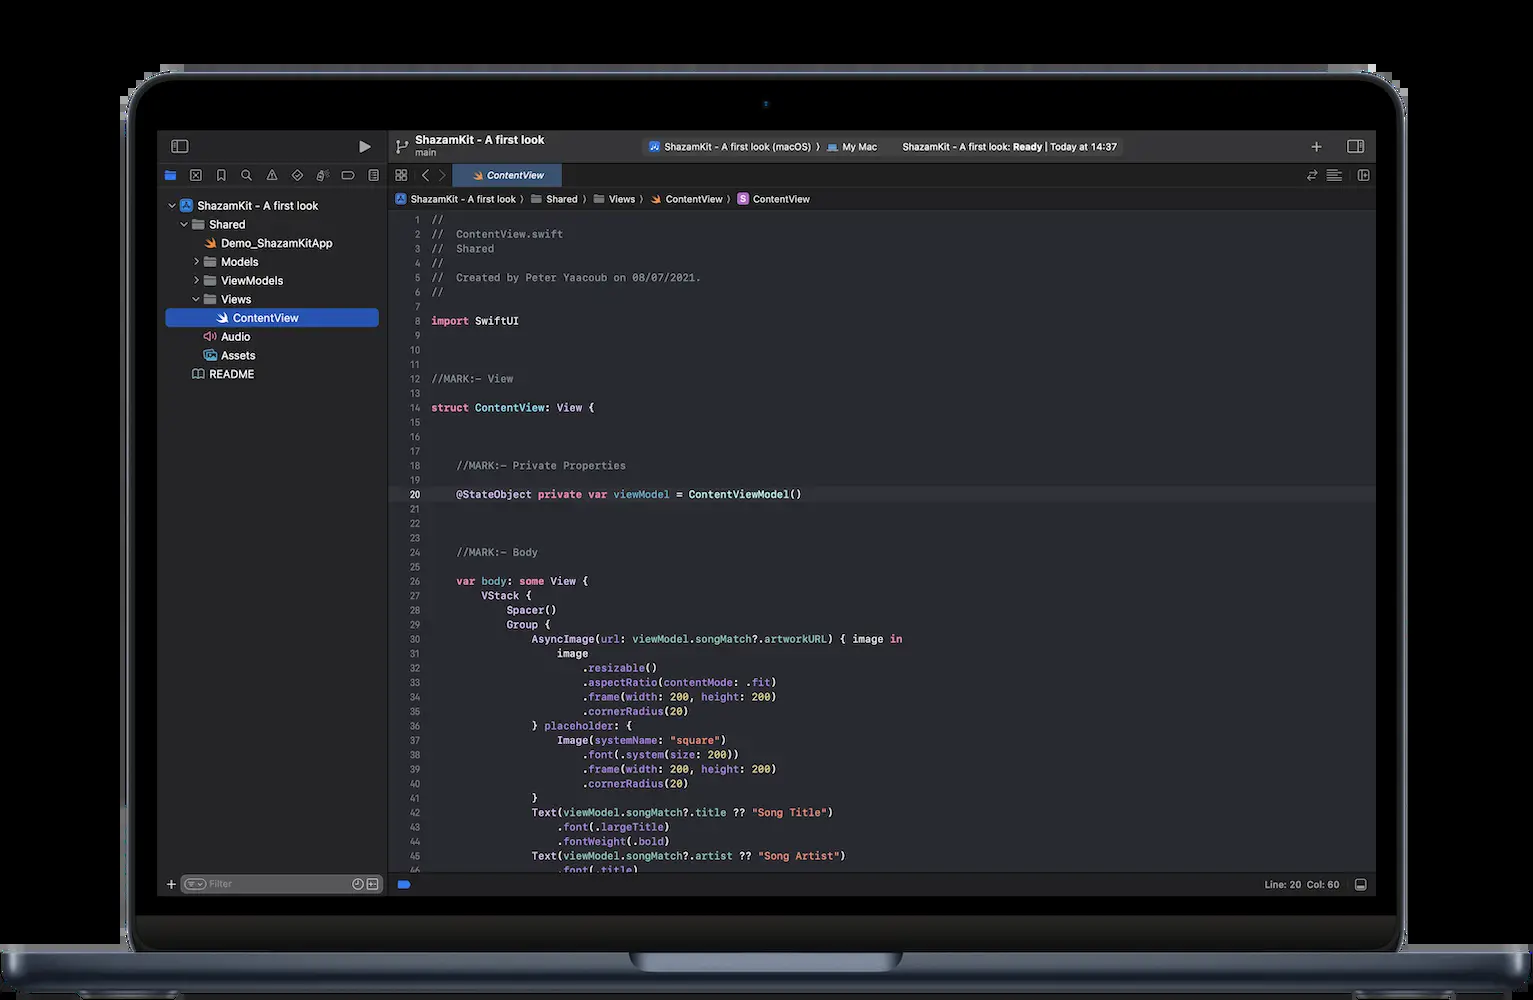 ShazamKit - A first look
main
ShazamKit - A first look (macOS) ⟩ My Mac
ShazamKit - A first look: Ready | Today at 14:37
ContentView
ShazamKit - A first look
Shared
Demo_ShazamKitApp
Models
ViewModels
Views
ContentView
Audio
Assets
README
Filter
ShazamKit - A first look ⟩ Shared ⟩ Views ⟩ ContentView ⟩ S ContentView
1 //
2 //  ContentView.swift
3 //  Shared
4 //
5 //  Created by Peter Yaacoub on 08/07/2021.
6 //
7
8 import SwiftUI
9
10
11
12 //MARK:- View
13
14 struct ContentView: View {
15
16
17
18     //MARK:- Private Properties
19
20     @StateObject private var viewModel = ContentViewModel()
21
22
23
24     //MARK:- Body
25
26     var body: some View {
27         VStack {
28             Spacer()
29             Group {
30                 AsyncImage(url: viewModel.songMatch?.artworkURL) { image in
31                     image
32                         .resizable()
33                         .aspectRatio(contentMode: .fit)
34                         .frame(width: 200, height: 200)
35                         .cornerRadius(20)
36                 } placeholder: {
37                     Image(systemName: "square")
38                         .font(.system(size: 200))
39                         .frame(width: 200, height: 200)
40                         .cornerRadius(20)
41                 }
42                 Text(viewModel.songMatch?.title ?? "Song Title")
43                     .font(.largeTitle)
44                     .fontWeight(.bold)
45                 Text(viewModel.songMatch?.artist ?? "Song Artist")
46                     .font(.title)
Line: 20 Col: 60